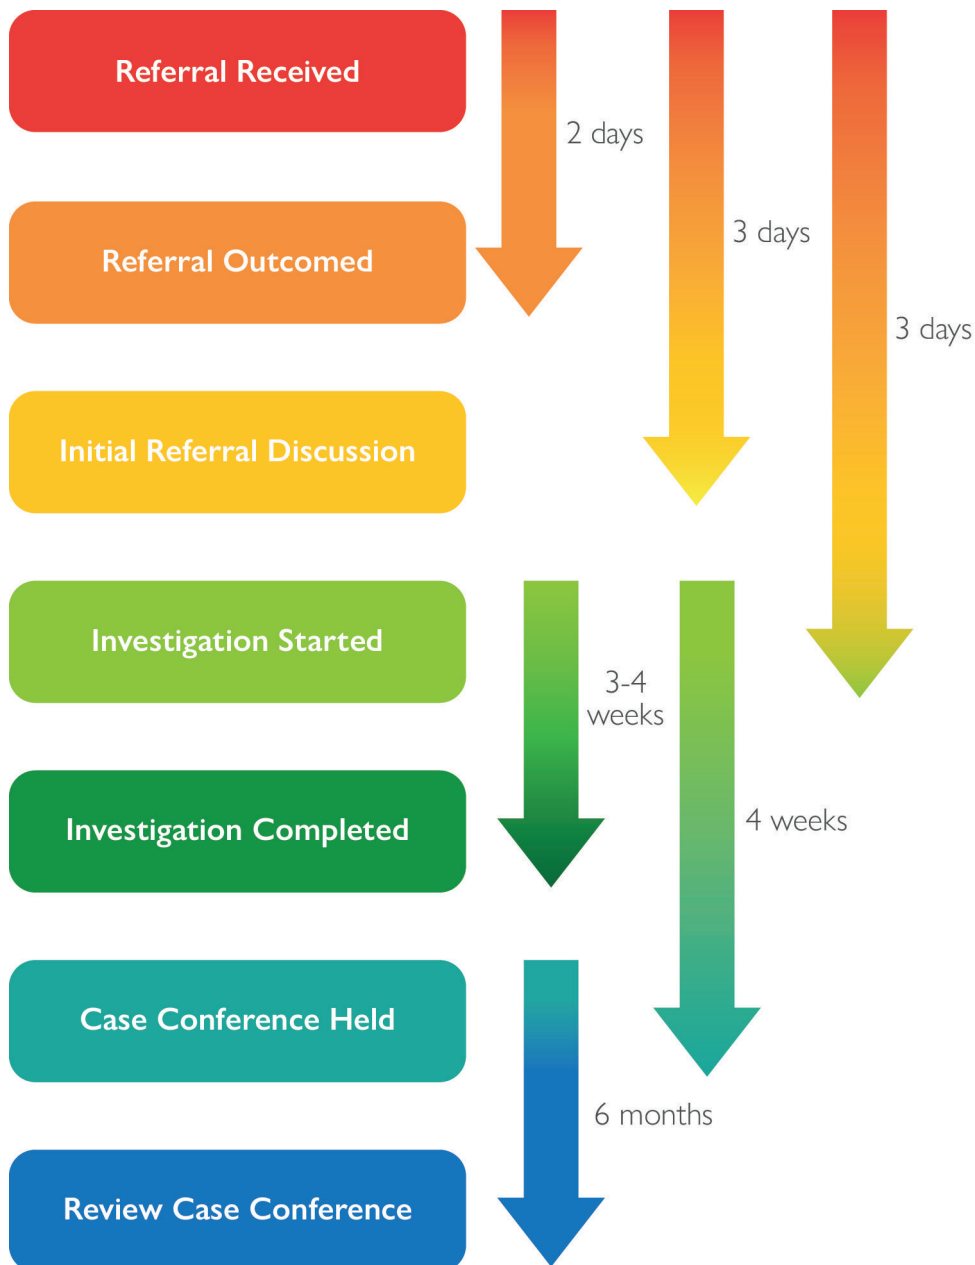 Referral Received
2 days
Referral Outcomed
3 days
3 days
Initial Referral Discussion
Investigation Started
3-4
weeks
Investigation Completed
4 weeks
Case Conference Held
6 months
Review Case Conference